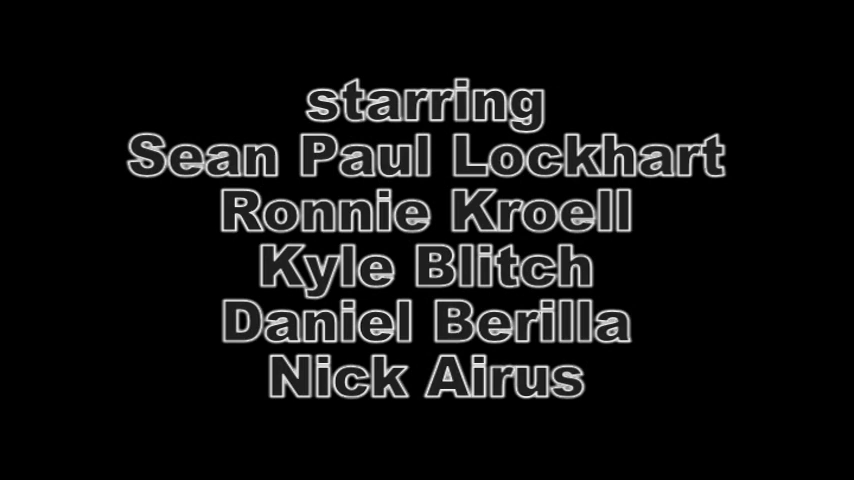 starring
Sean Paul Lockhart
Ronnie Kroell
Kyle Blitch
Daniel Berilla
Nick Airus